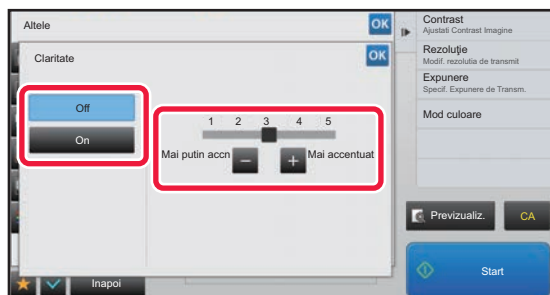 Altele
OK
Claritate
OK
Off
On
1 2 3 4 5
Mai putin accn
−
+
Mai accentuat
Inapoi
Contrast
Ajustati Contrast Imagine
Rezoluţie
Modif. rezolutia de transmit
Expunere
Specif. Expunere de Transm.
Mod culoare
Previzualiz.
CA
Start